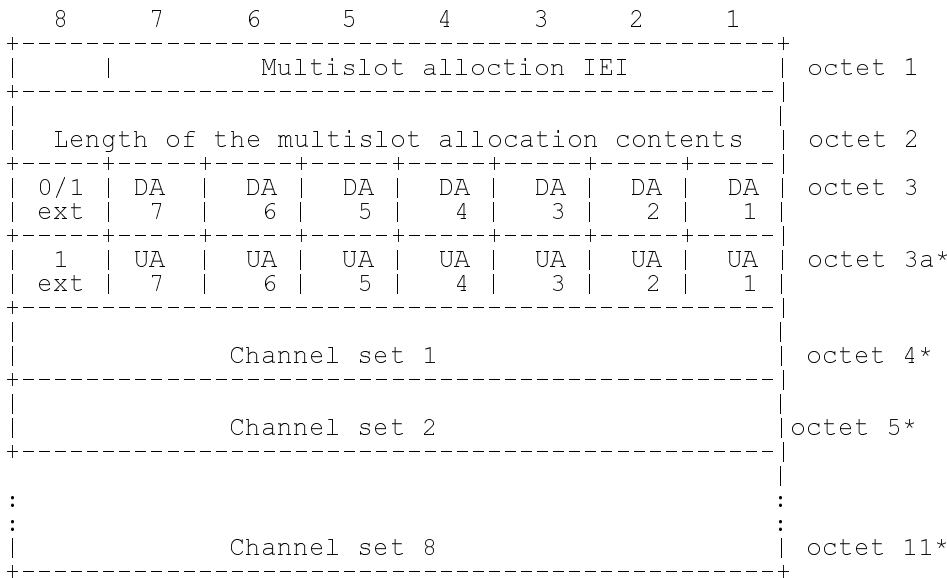 8 7 6 5 4 3 2 1
Multislot alloction IEI octet 1
Length of the multislot allocation contents octet 2
0/1 DA DA DA DA DA DA DA octet 3
ext 7 6 5 4 3 2 1
1 UA UA UA UA UA UA UA octet 3a*
ext 7 6 5 4 3 2 1
Channel set 1 octet 4*
Channel set 2 octet 5*
: :
: :
Channel set 8 octet 11*